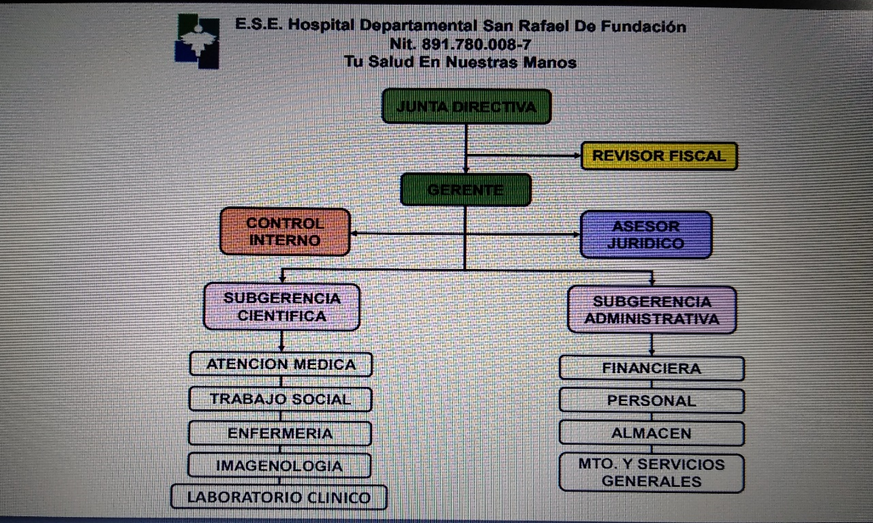 E.S.E. Hospital Departamental San Rafael De Fundación
Nit. 891.780.008-7
Tu Salud En Nuestras Manos
JUNTA DIRECTIVA
REVISOR FISCAL
GERENTE
CONTROL
INTERNO
ASESOR
JURIDICO
SUBGERENCIA
CIENTIFICA
SUBGERENCIA
ADMINISTRATIVA
ATENCION MEDICA
TRABAJO SOCIAL
ENFERMERIA
IMAGENOLOGIA
LABORATORIO CLINICO
FINANCIERA
PERSONAL
ALMACEN
MTO. Y SERVICIOS
GENERALES